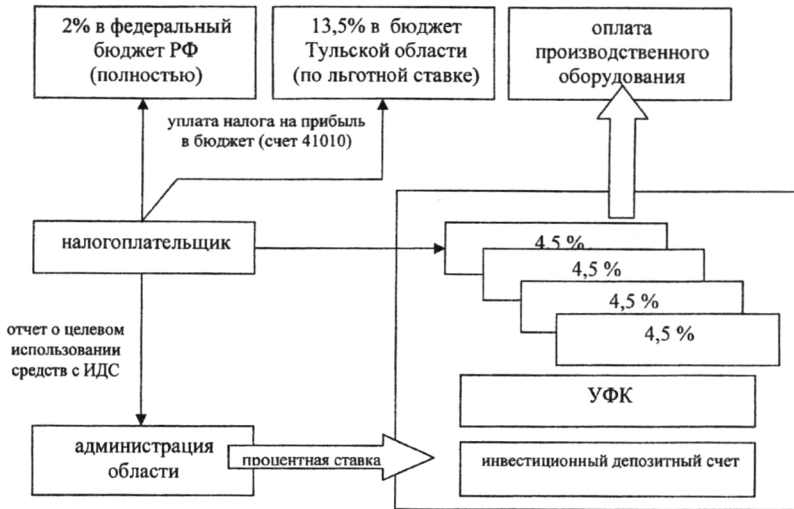 2% в федеральный
бюджет РФ
(полностью)
13,5% в бюджет
Тульской области
(по льготной ставке)
оплата
производственного
оборудования
уплата налога на прибыль
в бюджет (счет 41010)
налогоплательщик
4,5 %
4,5 %
4,5 %
4,5 %
отчет о целевом
использовании
средств с ИДС
УФК
администрация
области
процентная ставка
инвестиционный депозитный счет